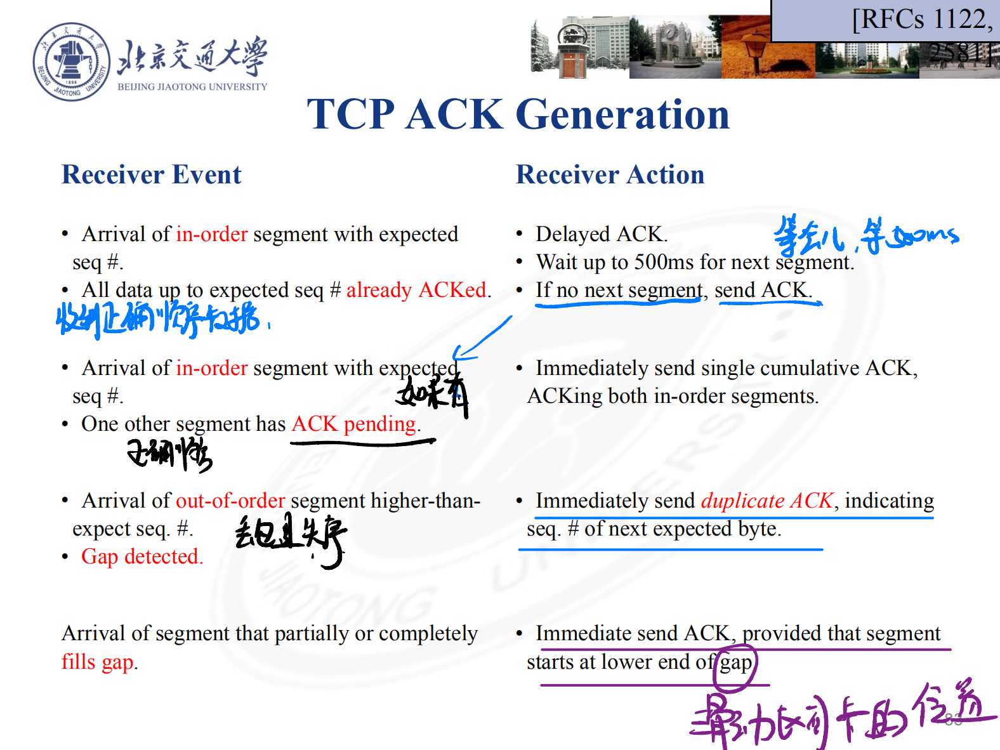 [RFCs 1122,
2581]
北京交通大学
BEIJING JIAOTONG UNIVERSITY
TCP ACK Generation
Receiver Event
Receiver Action
• Arrival of in-order segment with expected
seq #.
• All data up to expected seq # already ACKed.
收到正确顺序数据.
• Delayed ACK.
等会儿,等500ms
• Wait up to 500ms for next segment.
• If no next segment, send ACK.
• Arrival of in-order segment with expected
seq #.
如果有
• One other segment has ACK pending.
正确顺序
• Immediately send single cumulative ACK,
ACKing both in-order segments.
• Arrival of out-of-order segment higher-than-
expect seq. #.
丢包且失序
• Gap detected.
• Immediately send duplicate ACK, indicating
seq. # of next expected byte.
Arrival of segment that partially or completely
fills gap.
• Immediate send ACK, provided that segment
starts at lower end of gap
滑动区间卡的位置
83